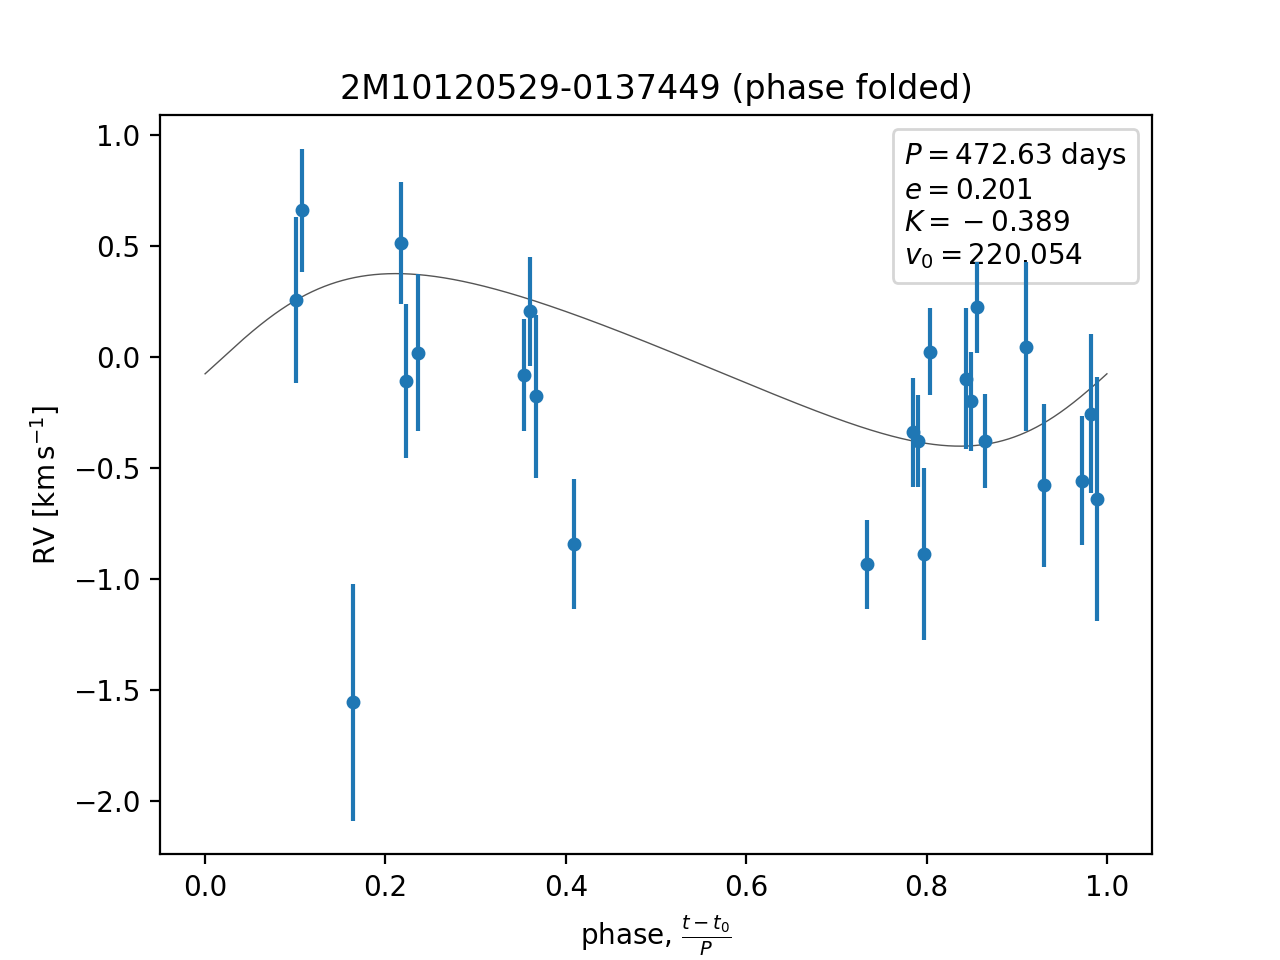 2M10120529-0137449 (phase folded)
P = 472.63 days
e = 0.201
K = −0.389
v₀ = 220.054
1.0
0.5
0.0
−0.5
−1.0
−1.5
−2.0
RV [km s⁻¹]
0.0 0.2 0.4 0.6 0.8 1.0
phase, (t − t₀)/P